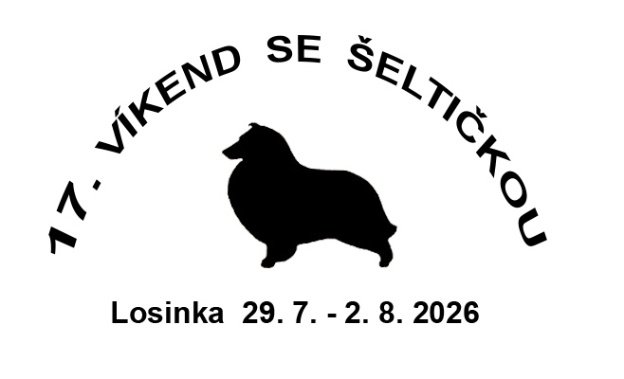 17. VÍKEND SE ŠELTIČKOU
Losinka 29. 7. - 2. 8. 2026